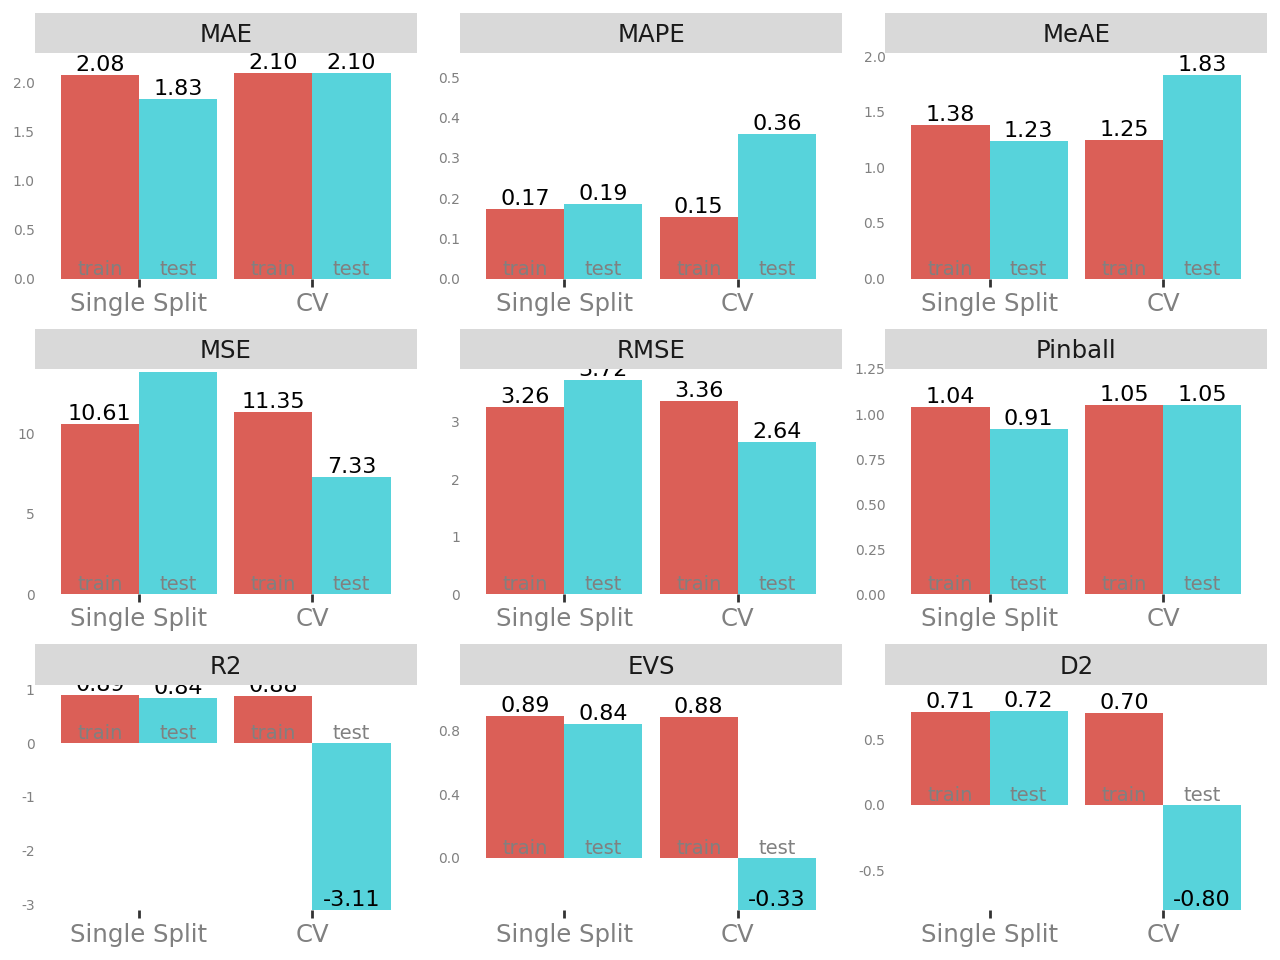 MAE
2.08 1.83 2.10 2.10
2.0
1.5
1.0
0.5
0.0
train test train test
Single Split CV
MAPE
0.5
0.4
0.3
0.2
0.1
0.0
0.17 0.19 0.15 0.36
train test train test
Single Split CV
MeAE
2.0
1.5
1.0
0.5
0.0
1.38 1.23 1.25 1.83
train test train test
Single Split CV
MSE
10.61 11.35 7.33
10
5
0
train test train test
Single Split CV
RMSE
3.26 3.72 3.36 2.64
3
2
1
0
train test train test
Single Split CV
Pinball
1.25
1.00
0.75
0.50
0.25
0.00
1.04 0.91 1.05 1.05
train test train test
Single Split CV
R2
0.89 0.84 0.88 -3.11
1
0
-1
-2
-3
train test train test
Single Split CV
EVS
0.89 0.84 0.88 -0.33
0.8
0.4
0.0
train test train test
Single Split CV
D2
0.71 0.72 0.70 -0.80
0.5
0.0
-0.5
train test train test
Single Split CV